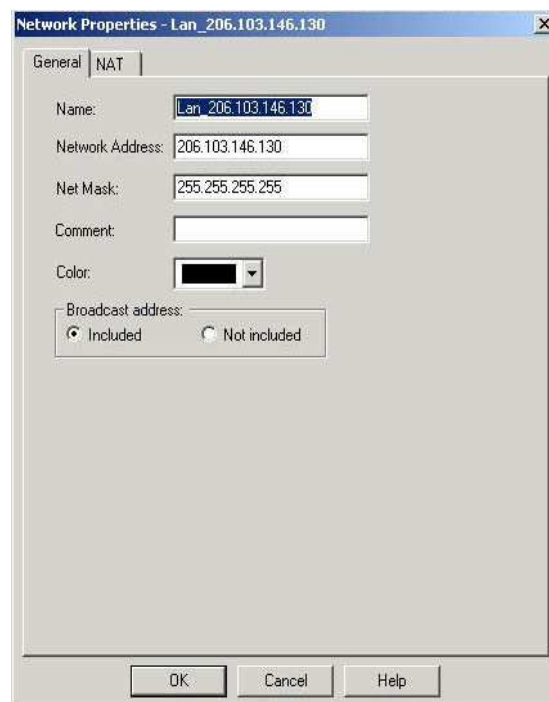 Network Properties - Lan_206.103.146.130
General NAT
Name: Lan_206.103.146.130
Network Address: 206.103.146.130
Net Mask: 255.255.255.255
Comment:
Color:
Broadcast address:
Included Not included
OK Cancel Help